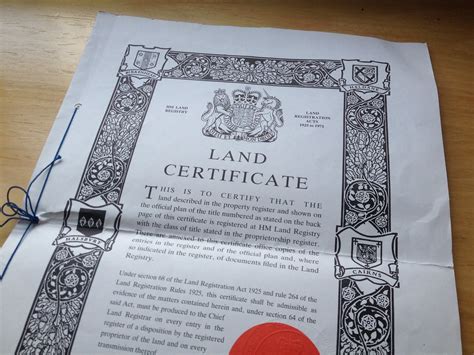 HM LAND
REGISTRY
LAND
REGISTRATION
ACTS
1925 to 1971
LAND
CERTIFICATE
THIS IS TO CERTIFY THAT THE
land described in the property register and shown on
the official plan of the title numbered as stated on the back
page of this certificate is registered at HM Land Registry
with the class of title stated in the proprietorship register.
There are annexed to this certificate office copies of the
entries in the register and of the official plan and, where
so indicated in the register, of documents filed in the Land
Registry.
HALSBURY
CAIRNS
Under section 68 of the Land Registration Act 1925 and rule 264 of the
Land Registration Rules 1925, this certificate shall be admissible as
evidence of the matters contained herein and, under section 64 of the
said Act, must be produced to the Chief
Land Registrar on every entry in the
register of a disposition by the registered
proprietor of the land and on every
transmission thereof